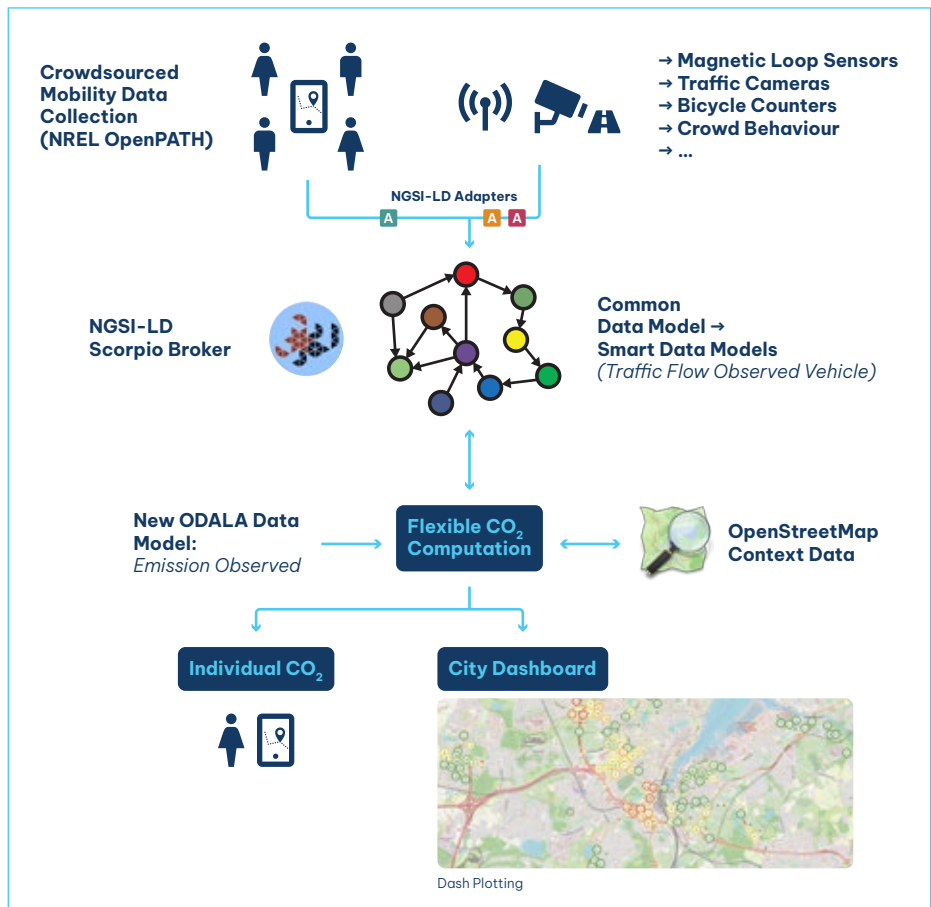 Crowdsourced
Mobility Data
Collection
(NREL OpenPATH)
→ Magnetic Loop Sensors
→ Traffic Cameras
→ Bicycle Counters
→ Crowd Behaviour
→ ...
NGSI-LD Adapters
A
A
A
NGSI-LD
Scorpio Broker
Common
Data Model →
Smart Data Models
(Traffic Flow Observed Vehicle)
New ODALA Data
Model:
Emission Observed
Flexible CO₂
Computation
OpenStreetMap
Context Data
Individual CO₂
City Dashboard
Dash Plotting